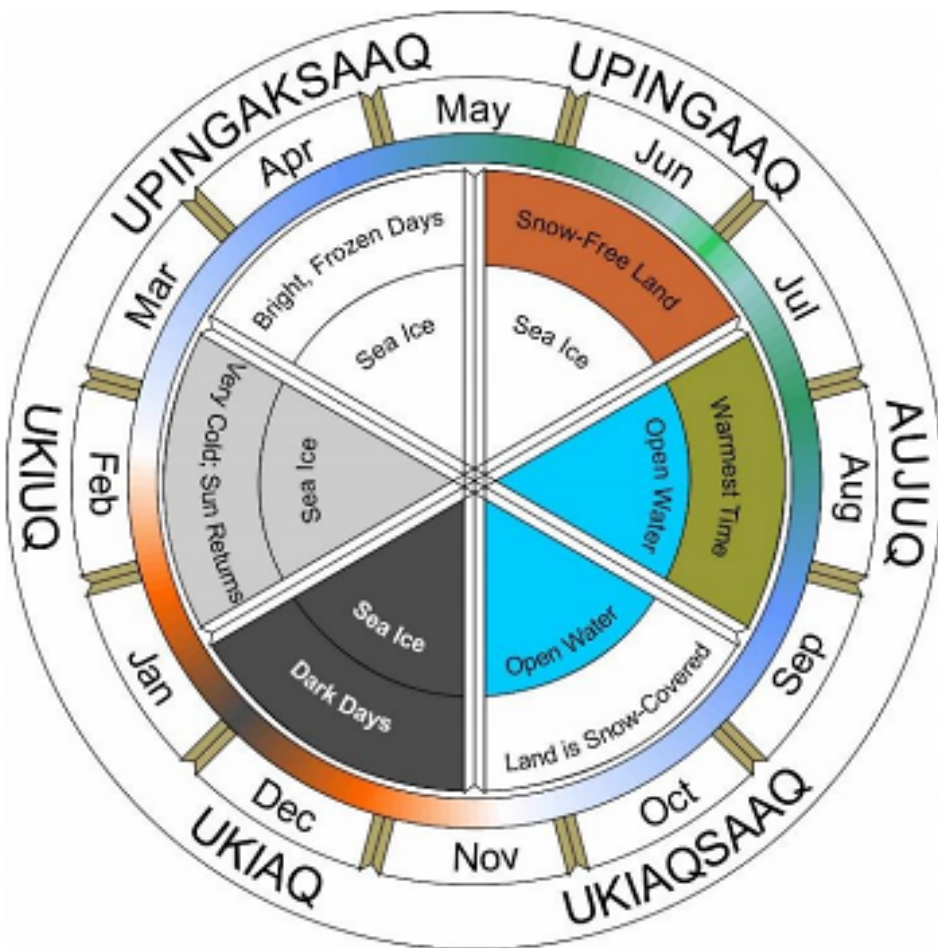 UPINGAKSAAQ
UPINGAAQ
AUJUQ
UKIAQSAAQ
UKIAQ
UKIUQ
May
Jun
Jul
Aug
Sep
Oct
Nov
Dec
Jan
Feb
Mar
Apr
Bright, Frozen Days
Sea Ice
Snow-Free Land
Sea Ice
Warmest Time
Open Water
Land is Snow-Covered
Open Water
Dark Days
Sea Ice
Very Cold; Sun Returns
Sea Ice